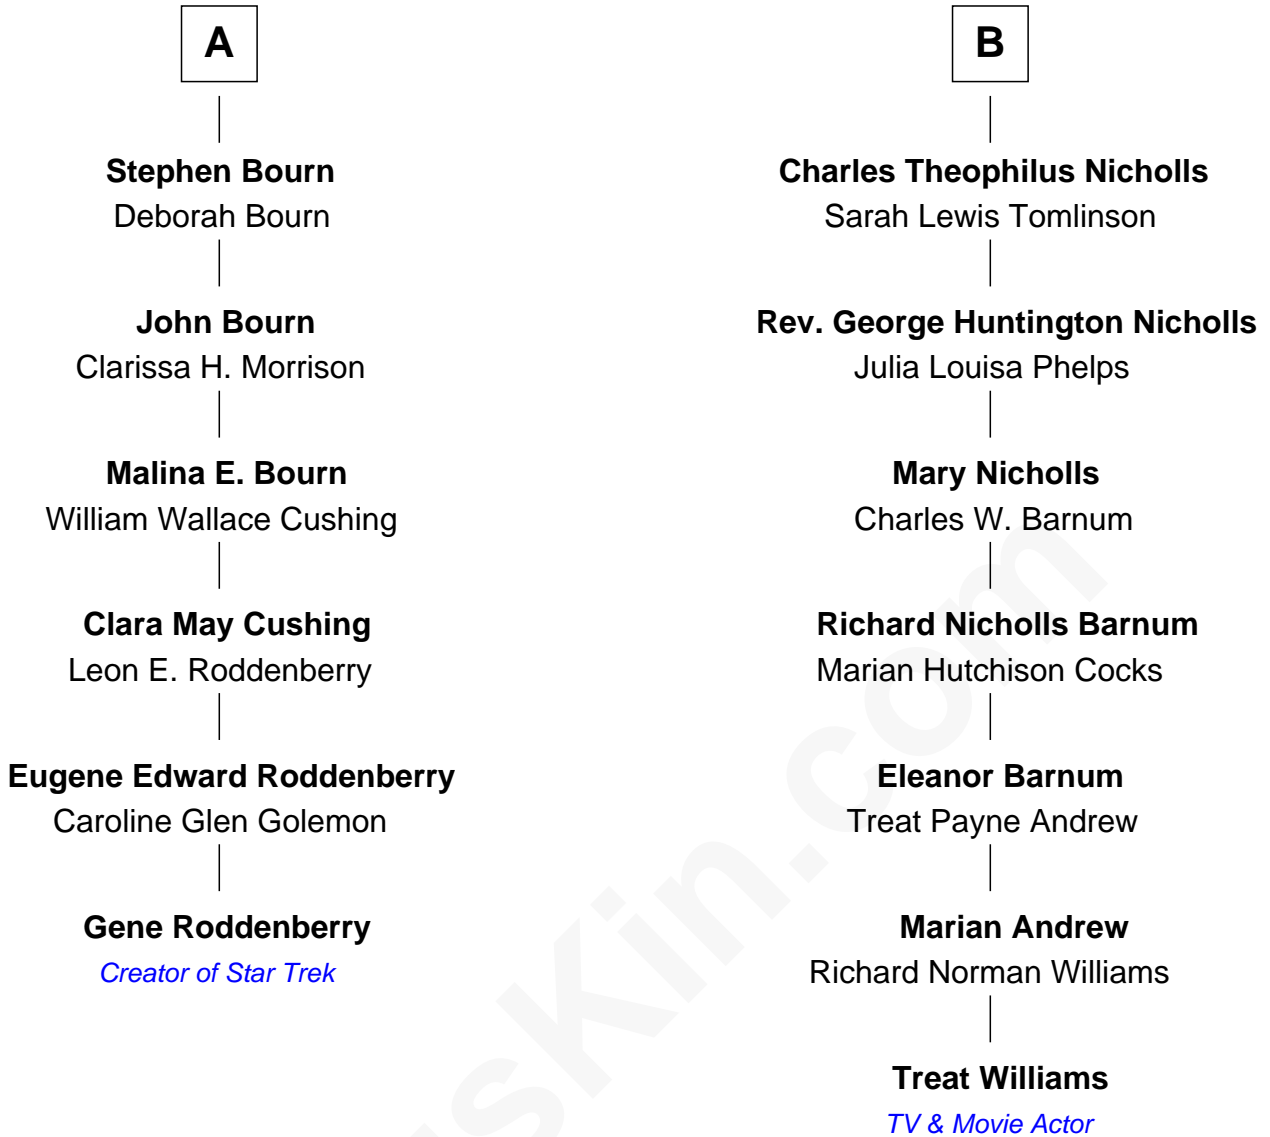 A
Stephen Bourn
Deborah Bourn
John Bourn
Clarissa H. Morrison
Malina E. Bourn
William Wallace Cushing
Clara May Cushing
Leon E. Roddenberry
Eugene Edward Roddenberry
Caroline Glen Golemon
Gene Roddenberry
Creator of Star Trek
B
Charles Theophilus Nicholls
Sarah Lewis Tomlinson
Rev. George Huntington Nicholls
Julia Louisa Phelps
Mary Nicholls
Charles W. Barnum
Richard Nicholls Barnum
Marian Hutchison Cocks
Eleanor Barnum
Treat Payne Andrew
Marian Andrew
Richard Norman Williams
Treat Williams
TV & Movie Actor
usKin.com